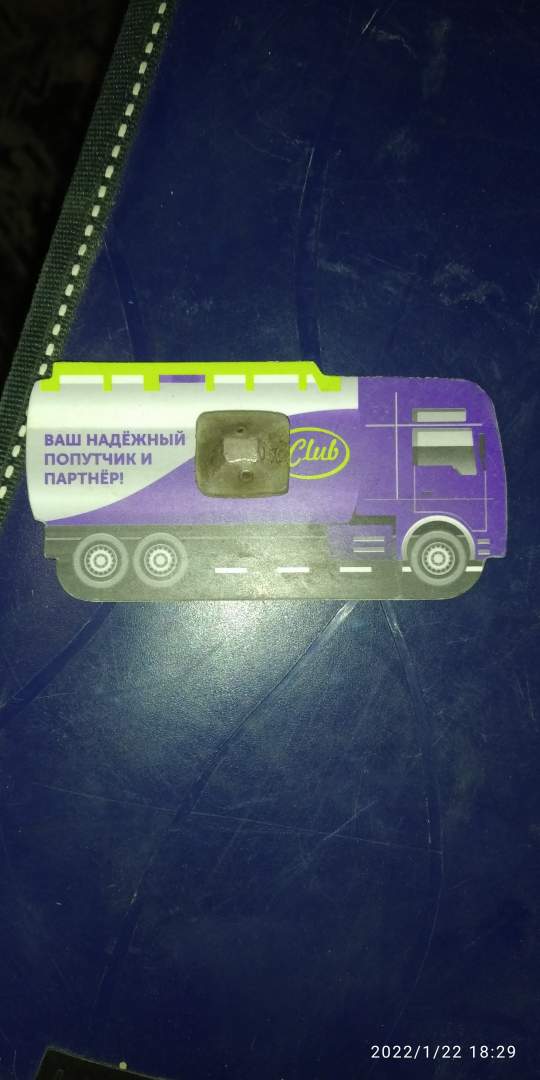 ВАШ НАДЁЖНЫЙ
ПОПУТЧИК И
ПАРТНЁР!
Club
2022/1/22 18:29